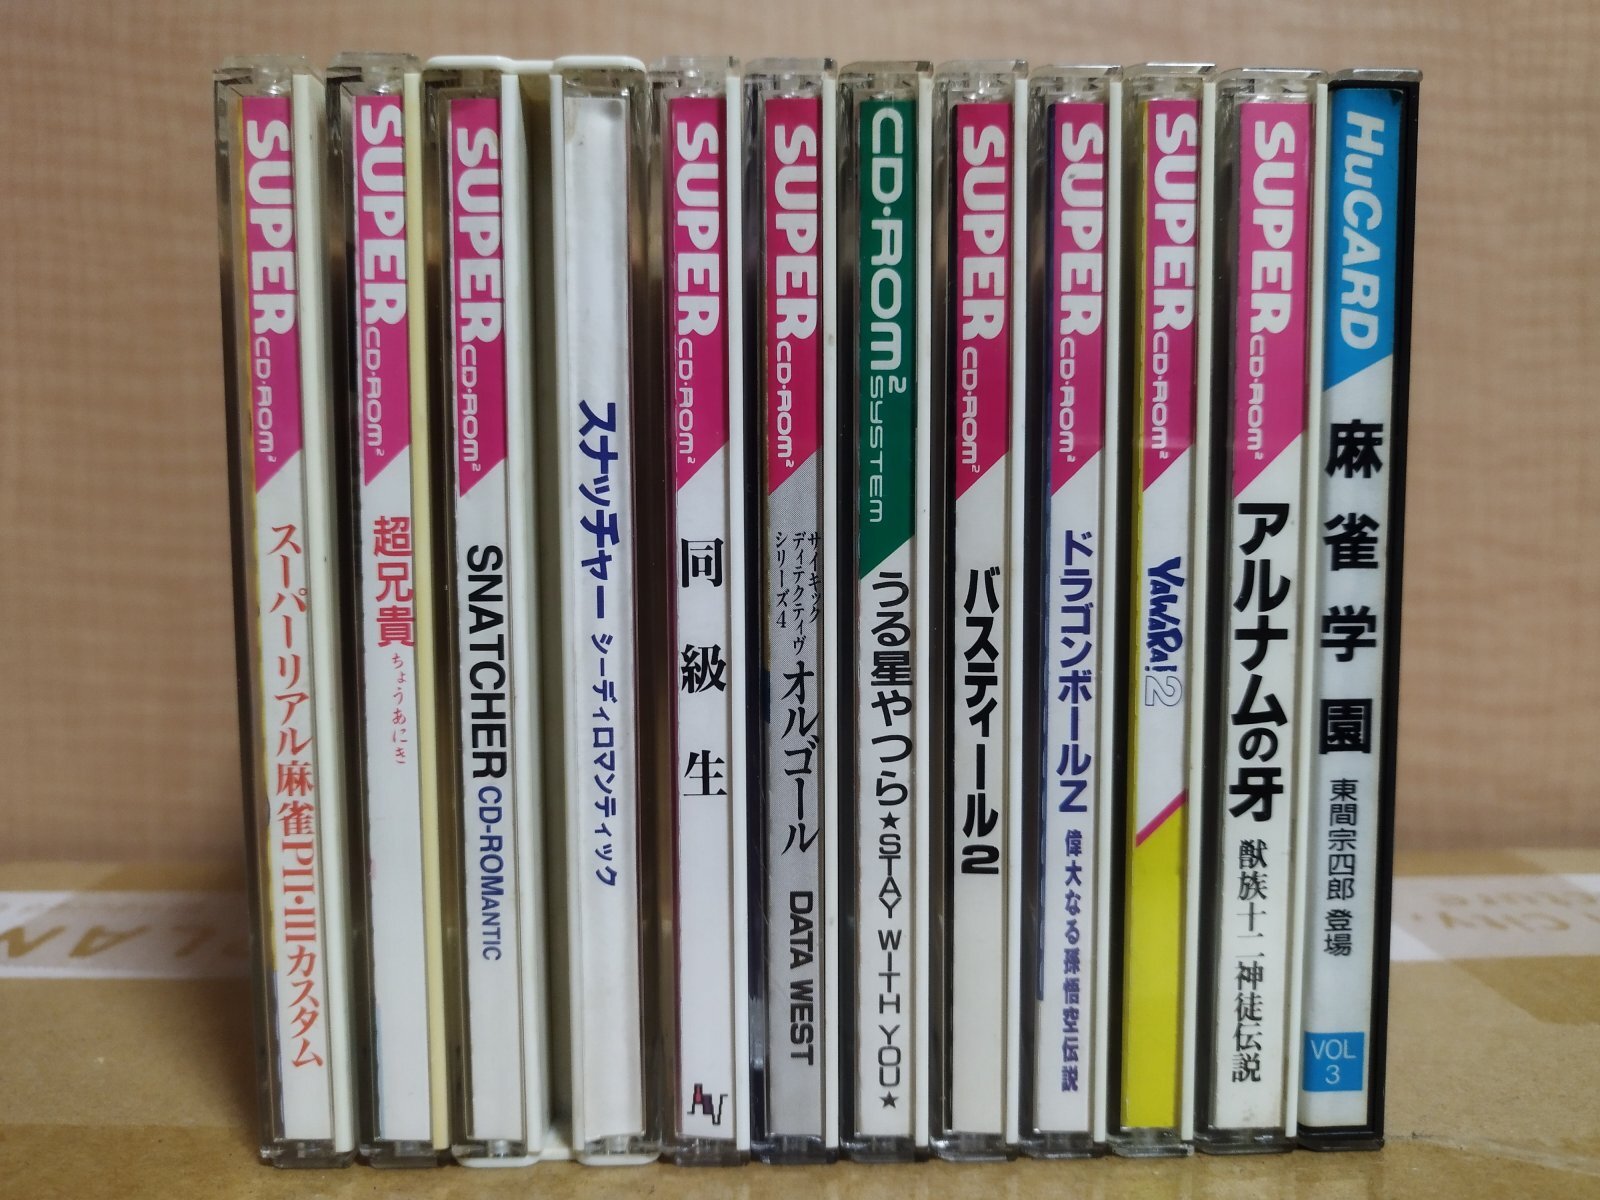 SUPER CD-ROM²
スーパーリアル麻雀PII・IIIカスタム
SUPER CD-ROM²
超兄貴
ちょうあにき
SUPER CD-ROM²
SNATCHER CD-ROMANTIC
スナッチャー シーディロマンティック
SUPER CD-ROM²
同級生
SUPER CD-ROM²
サイキック
ディテクティヴ
シリーズ4
オルゴール
DATA WEST
CD-ROM² SYSTEM
うる星やつら★STAY WITH YOU★
SUPER CD-ROM²
バスティール2
SUPER CD-ROM²
ドラゴンボールZ 偉大なる孫悟空伝説
SUPER CD-ROM²
YAWARA!2
SUPER CD-ROM²
アルナムの牙 獣族十二神徒伝説
HuCARD
麻雀学園 東間宗四郎 登場
VOL
3